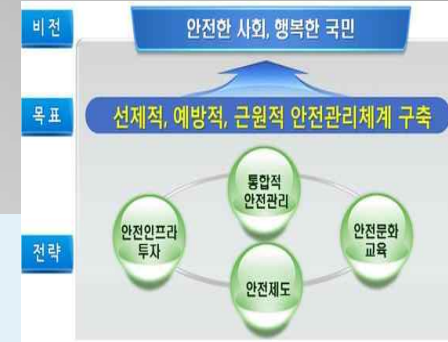 비전
안전한 사회, 행복한 국민
목표
선제적, 예방적, 근원적 안전관리체계 구축
전략
통합적
안전관리
안전인프라
투자
안전문화
교육
안전제도